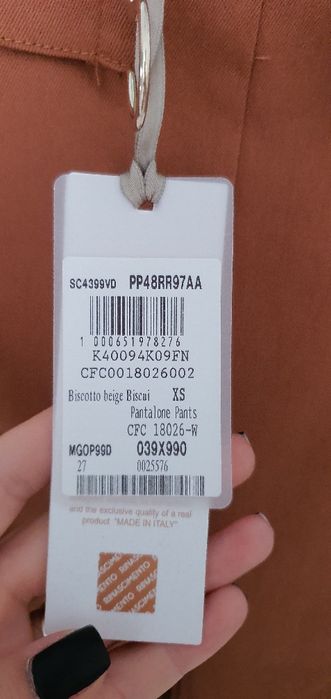 SC4399VD PP48RR97AA
1 000651978276
K40094K09FN
CFC0018026002
Biscotto beige Biscui XS
Pantalone Pants
CFC 18026-W
MGOP99D 039X990
27 0025576
and the exclusive quality of a real
product "MADE IN ITALY"
RINASCIMENTO